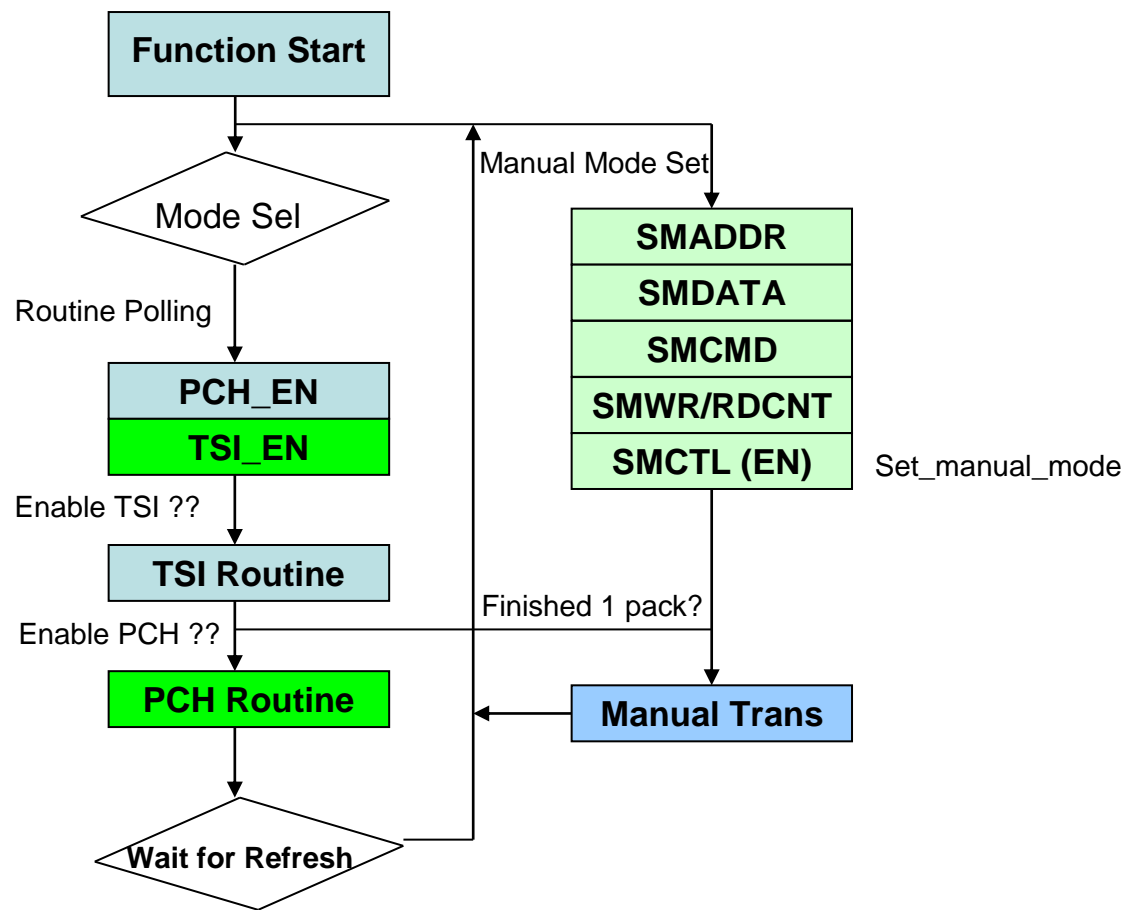 Function Start
Manual Mode Set
Mode Sel
SMADDR
SMDATA
Routine Polling
SMCMD
PCH_EN
SMWR/RDCNT
TSI_EN
SMCTL (EN)
Set_manual_mode
Enable TSI ??
TSI Routine
Finished 1 pack?
Enable PCH ??
PCH Routine
Manual Trans
Wait for Refresh